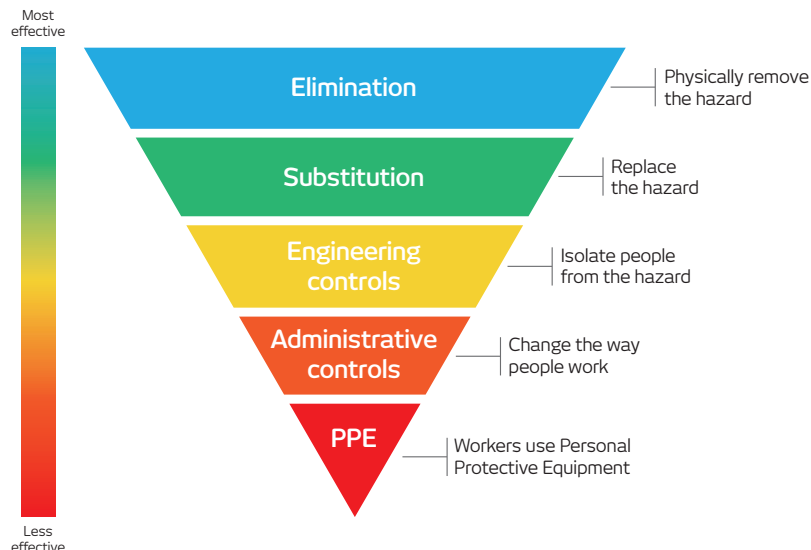 Most
effective
Elimination
Physically remove
the hazard
Substitution
Replace
the hazard
Engineering
controls
Isolate people
from the hazard
Administrative
controls
Change the way
people work
PPE
Workers use Personal
Protective Equipment
Less
effective